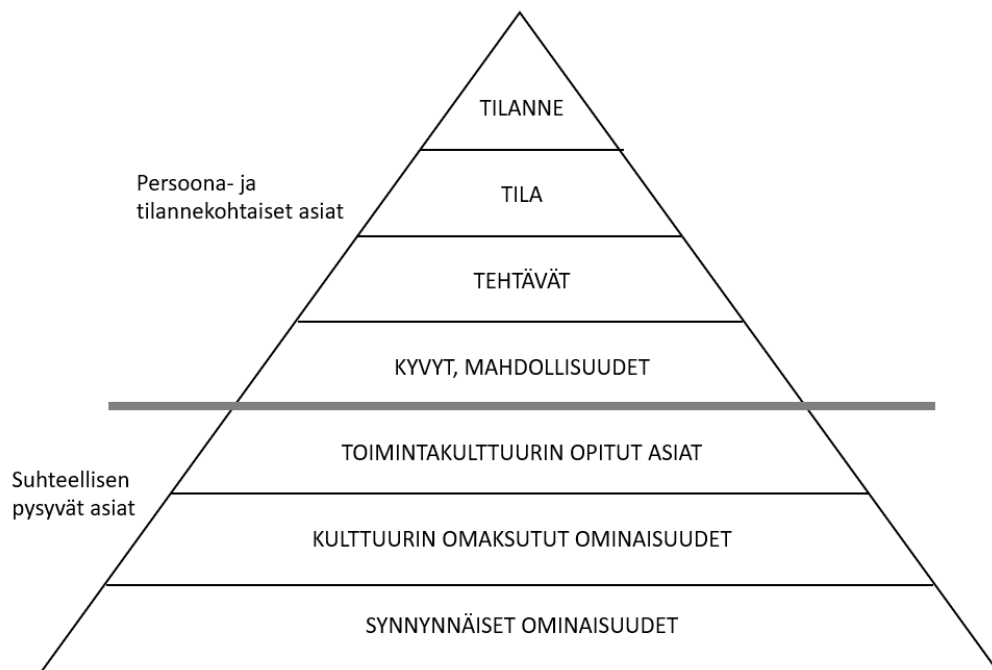 TILANNE
Persoona- ja
tilannekohtaiset asiat
TILA
TEHTÄVÄT
KYVYT, MAHDOLLISUUDET
TOIMINTAKULTTUURIN OPITUT ASIAT
Suhteellisen
pysyvät asiat
KULTTUURIN OMAKSUTUT OMINAISUUDET
SYNNYNNÄISET OMINAISUUDET